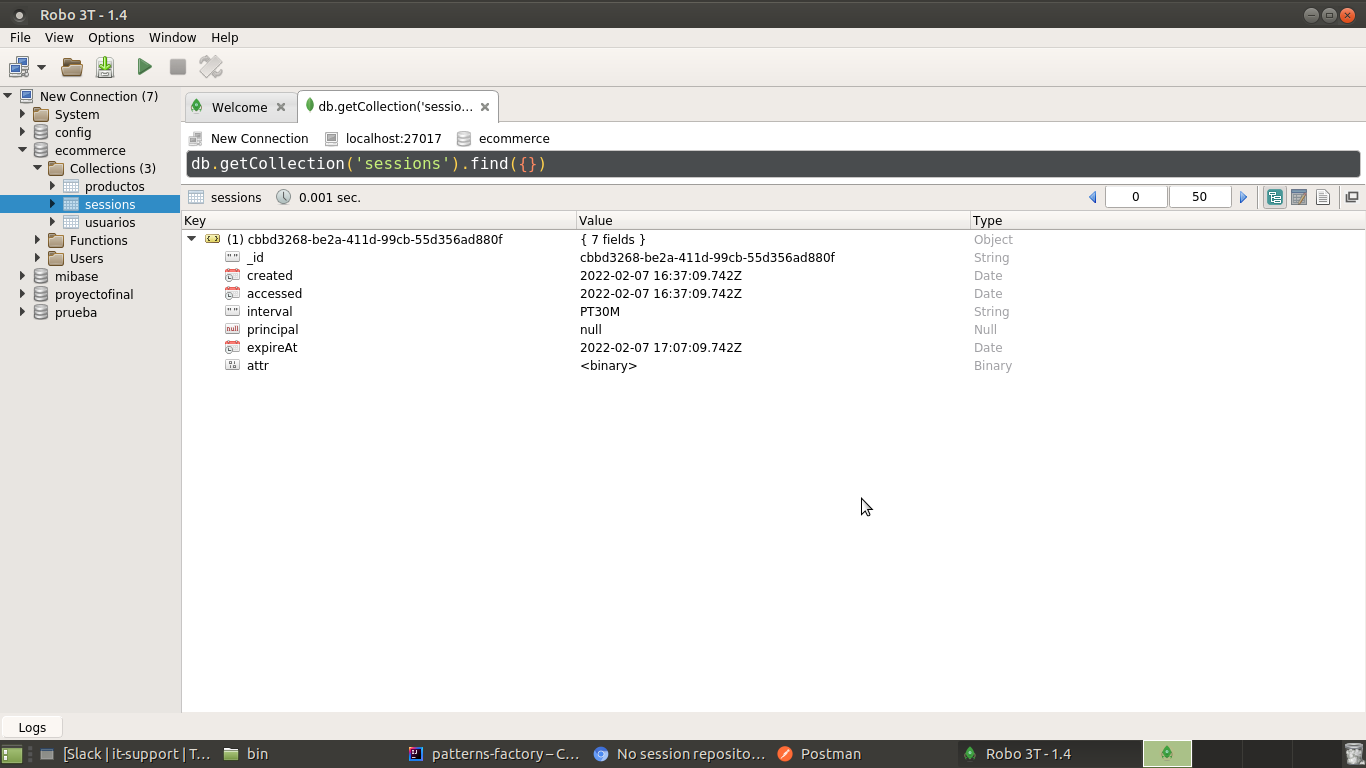 Robo 3T - 1.4
File View Options Window Help
New Connection (7)
System
config
ecommerce
Collections (3)
productos
sessions
usuarios
Functions
Users
mibase
proyectofinal
prueba
Welcome db.getCollection('sessio...
New Connection localhost:27017 ecommerce
db.getCollection('sessions').find({})
sessions 0.001 sec. 0 50
Key Value Type
(1) cbbd3268-be2a-411d-99cb-55d356ad880f { 7 fields } Object
_id cbbd3268-be2a-411d-99cb-55d356ad880f String
created 2022-02-07 16:37:09.742Z Date
accessed 2022-02-07 16:37:09.742Z Date
interval PT30M String
principal null Null
expireAt 2022-02-07 17:07:09.742Z Date
attr <binary> Binary
Logs
[Slack | it-support | T... bin patterns-factory – C... No session reposito... Postman Robo 3T - 1.4